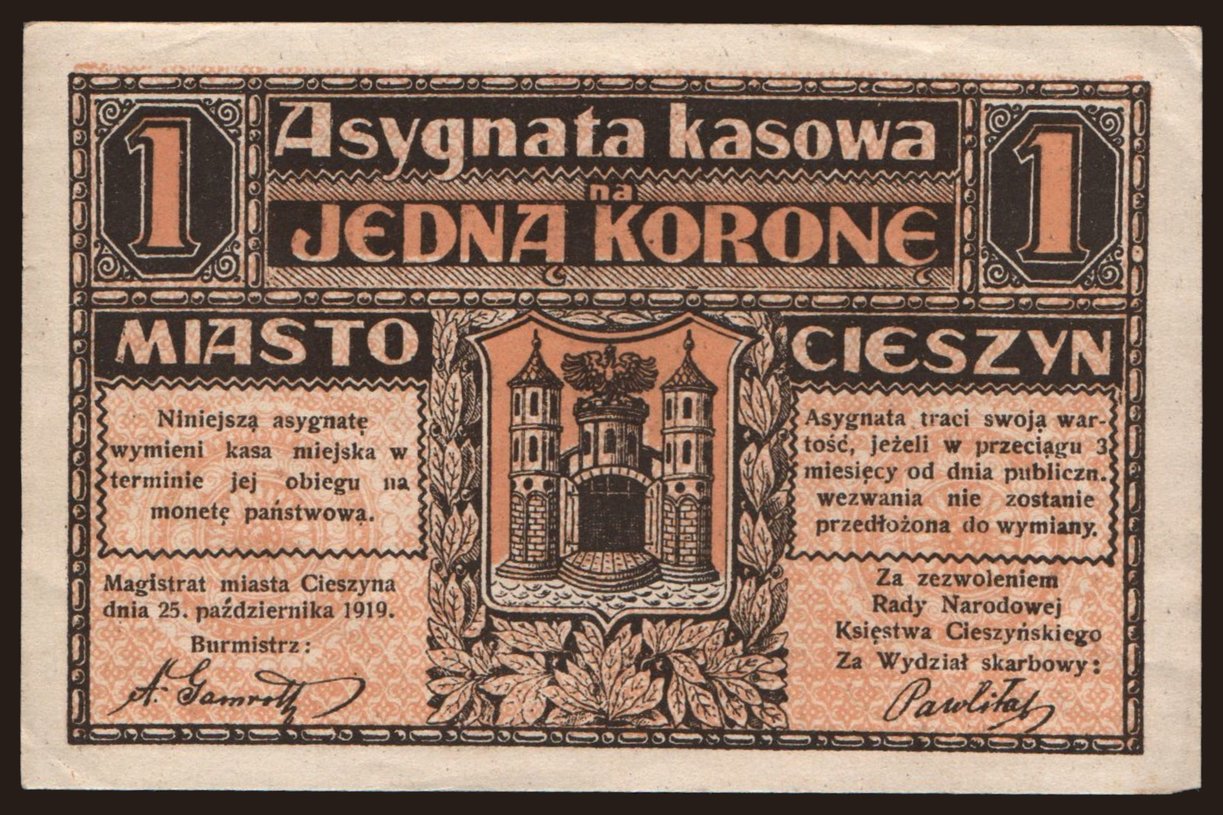 1
Asygnata kasowa
na
JEDNĄ KORONĘ
1
MIASTO
CIESZYN
Niniejszą asygnatę
wymieni kasa miejska w
terminie jej obiegu na
monetę państwową.
Asygnata traci swoją war-
tość, jeżeli w przeciągu 3
miesięcy od dnia publiczn.
wezwania nie zostanie
przedłożona do wymiany.
Magistrat miasta Cieszyna
dnia 25. października 1919.
Burmistrz:
A. Gamroth
Za zezwoleniem
Rady Narodowej
Księstwa Cieszyńskiego
Za Wydział skarbowy: